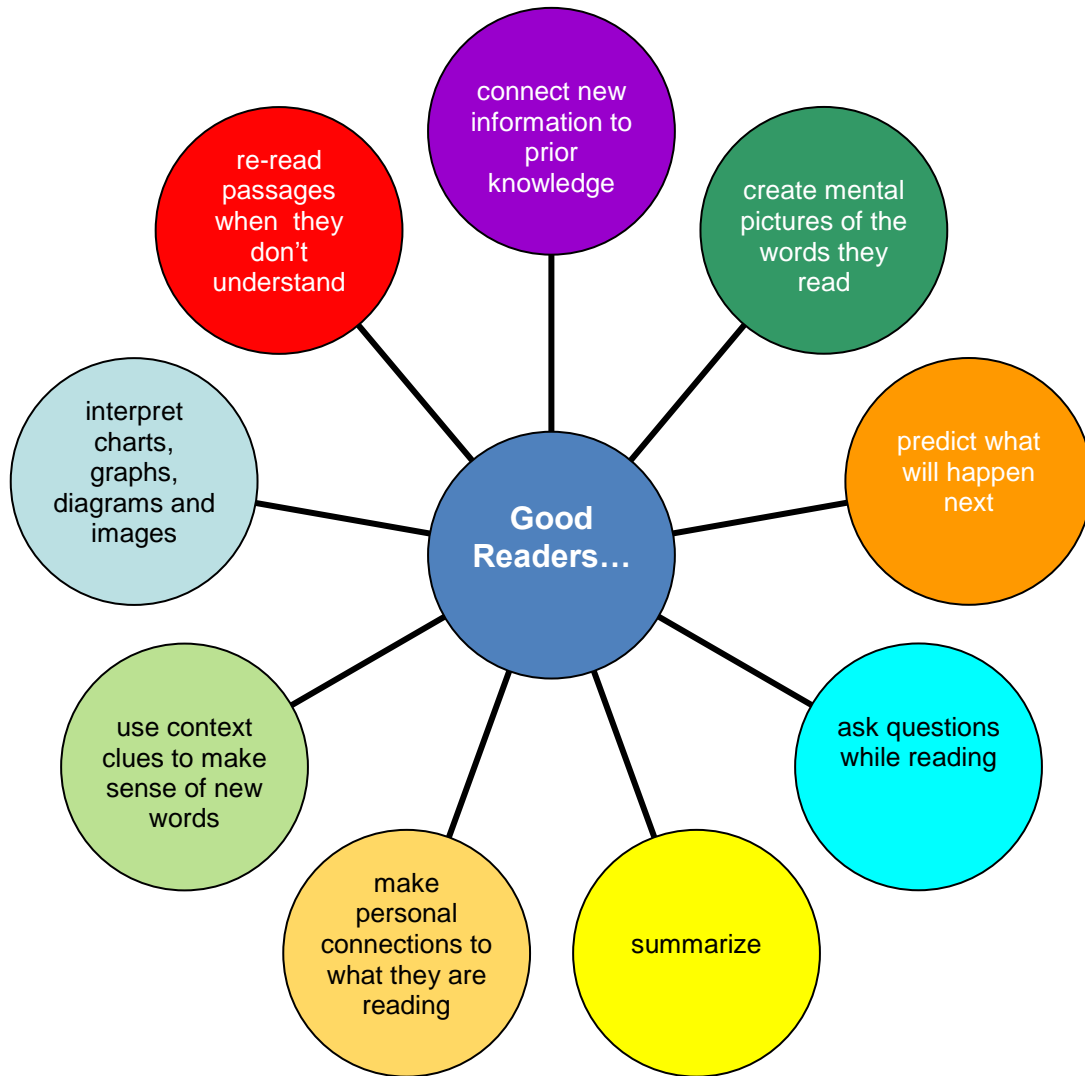 Good
Readers…
connect new
information to
prior
knowledge
create mental
pictures of the
words they
read
predict what
will happen
next
ask questions
while reading
summarize
make
personal
connections to
what they are
reading
use context
clues to make
sense of new
words
interpret
charts,
graphs,
diagrams and
images
re-read
passages
when  they
don’t
understand